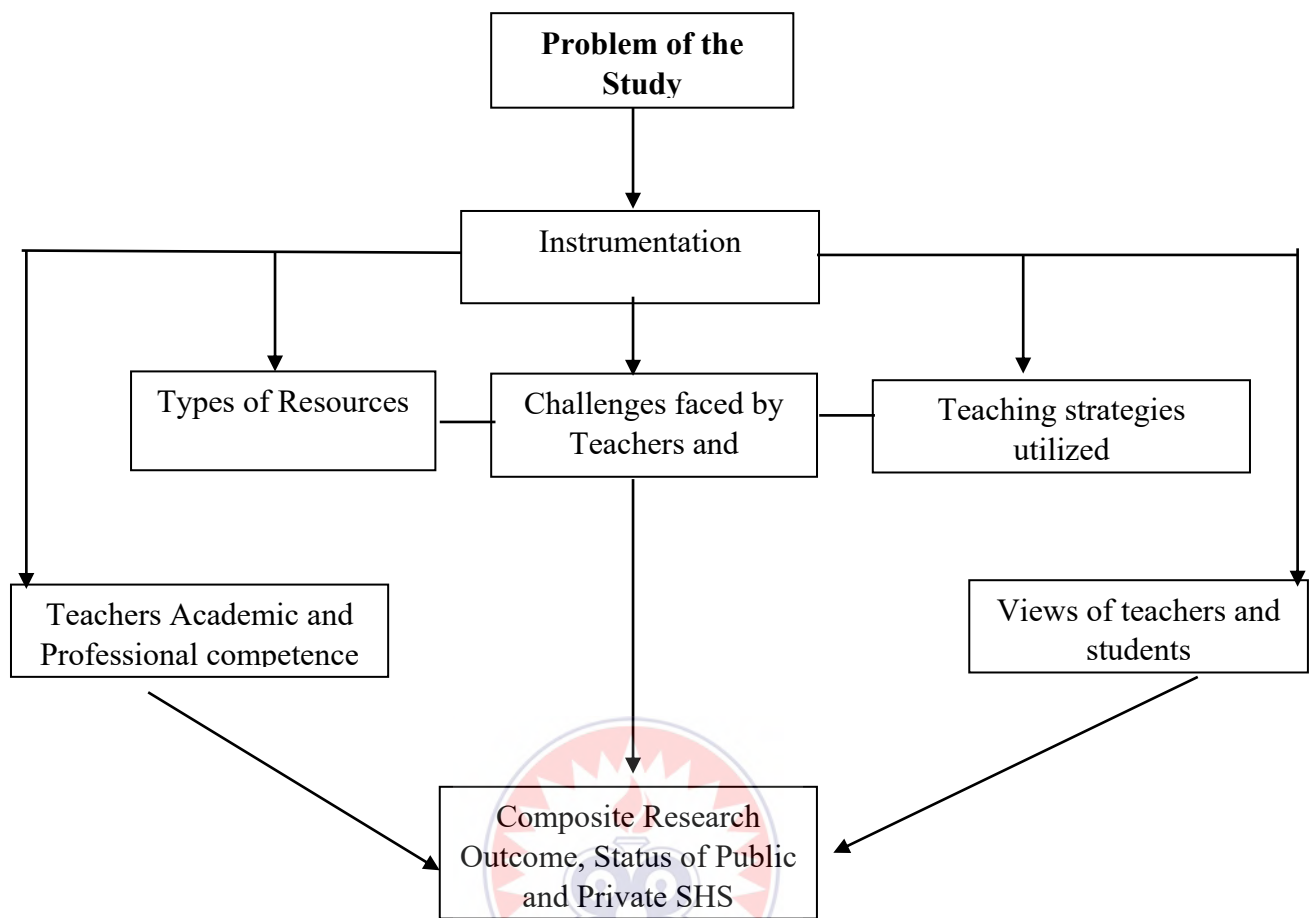 Problem of the
Study
Instrumentation
Types of Resources
Challenges faced by
Teachers and
Teaching strategies
utilized
Teachers Academic and
Professional competence
Views of teachers and
students
Composite Research
Outcome, Status of Public
and Private SHS